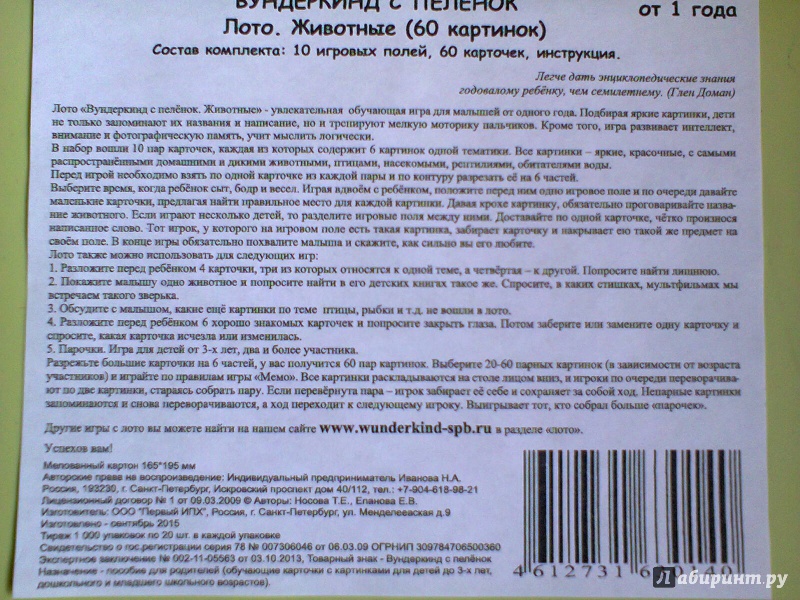 ВУНДЕРКИНД С ПЕЛЁНОК
от 1 года
Лото. Животные (60 картинок)
Состав комплекта: 10 игровых полей, 60 карточек, инструкция.
Легче дать энциклопедические знания
годовалому ребёнку, чем семилетнему. (Глен Доман)
Лото «Вундеркинд с пелёнок. Животные» - увлекательная обучающая игра для малышей от одного года. Подбирая яркие картинки, дети
не только запоминают их названия и написание, но и тренируют мелкую моторику пальчиков. Кроме того, игра развивает интеллект,
внимание и фотографическую память, учит мыслить логически.
В набор вошли 10 пар карточек, каждая из которых содержит 6 картинок одной тематики. Все картинки – яркие, красочные, с самыми
распространёнными домашними и дикими животными, птицами, насекомыми, рептилиями, обитателями воды.
Перед игрой необходимо взять по одной карточке из каждой пары и по контуру разрезать её на 6 частей.
Выберите время, когда ребёнок сыт, бодр и весел. Играя вдвоём с ребёнком, положите перед ним одно игровое поле и по очереди давайте
маленькие карточки, предлагая найти правильное место для каждой картинки. Давая крохе картинку, обязательно проговаривайте назва-
ние животного. Если играют несколько детей, то разделите игровые поля между ними. Доставайте по одной карточке, чётко произнося
написанное слово. Тот игрок, у которого на игровом поле есть такая картинка, забирает карточку и накрывает ею такой же предмет на
своём поле. В конце игры обязательно похвалите малыша и скажите, как сильно вы его любите.
Лото также можно использовать для следующих игр:
1. Разложите перед ребёнком 4 карточки, три из которых относятся к одной теме, а четвёртая – к другой. Попросите найти лишнюю.
2. Покажите малышу одно животное и попросите найти в его детских книгах такое же. Спросите, в каких стишках, мультфильмах мы
встречаем такого зверька.
3. Обсудите с малышом, какие ещё картинки по теме птицы, рыбки и т.д. не вошли в лото.
4. Разложите перед ребёнком 6 хорошо знакомых карточек и попросите закрыть глаза. Потом заберите или замените одну карточку и
спросите, какая карточка исчезла или изменилась.
5. Парочки. Игра для детей от 3-х лет, два и более участника.
Разрежьте большие карточки на 6 частей, у вас получится 60 пар картинок. Выберите 20-60 парных картинок (в зависимости от возраста
участников) и играйте по правилам игры «Мемо». Все картинки раскладываются на столе лицом вниз, и игроки по очереди переворачива-
ют по две картинки, стараясь собрать пару. Если перевёрнута пара – игрок забирает её себе и сохраняет за собой ход. Непарные картинки
запоминаются и снова переворачиваются, а ход переходит к следующему игроку. Выигрывает тот, кто собрал больше «парочек».
Другие игры с лото вы можете найти на нашем сайте www.wunderkind-spb.ru в разделе «лото».
Успехов вам!
Мелованный картон 165*195 мм
Авторские права на воспроизведение: Индивидуальный предприниматель Иванова Н.А.
Россия, 193230, г. Санкт-Петербург, Искровский проспект дом 40/112, тел.: +7-904-618-98-21
Лицензионный договор № 1 от 09.03.2009 © Авторы: Носова Т.Е., Епанова Е.В.
Изготовитель: ООО "Первый ИПХ", Россия, г. Санкт-Петербург, ул. Менделеевская д.9
Изготовлено - сентябрь 2015
Тираж 1 000 упаковок по 20 шт. в каждой упаковке
Свидетельство о гос.регистрации серия 78 № 007306046 от 06.03.09 ОГРНИП 309784706500360
Экспертное заключение № 002-11-05563 от 03.10.2013, Товарный знак - Вундеркинд с пелёнок
Назначение - пособие для родителей (обучающие карточки с картинками для детей до 3-х лет,
дошкольного и младшего школьного возрастов).
4 612731 6
Лабиринт.ру